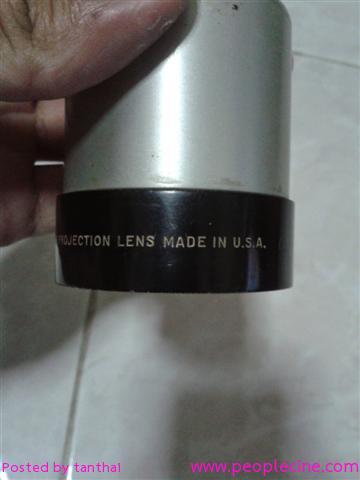 PROJECTION LENS MADE IN U.S.A.
Posted by tanthai
www.peoplecine.com